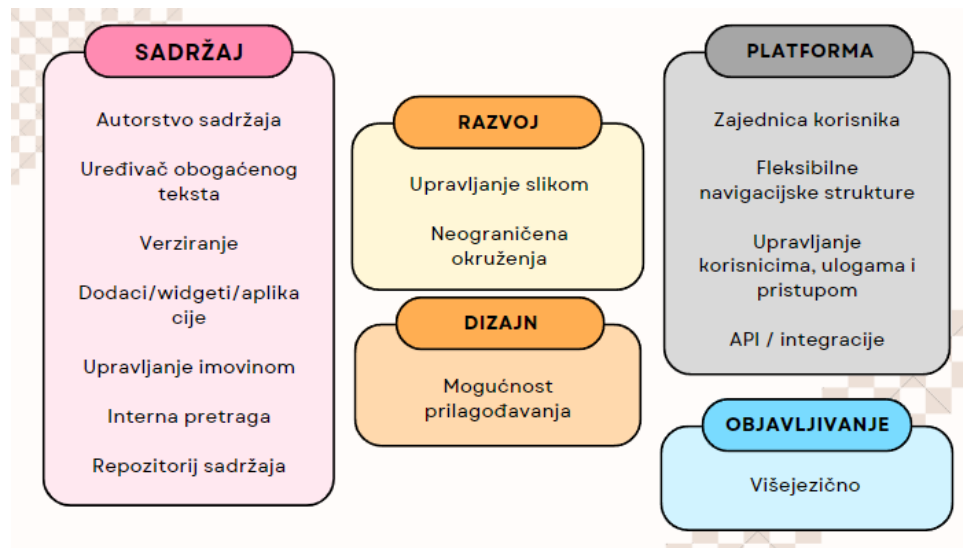 SADRŽAJ
Autorstvo sadržaja
Uređivač obogaćenog
teksta
Verziranje
Dodaci/widgeti/aplika
cije
Upravljanje imovinom
Interna pretraga
Repozitorij sadržaja
RAZVOJ
Upravljanje slikom
Neograničena
okruženja
DIZAJN
Mogućnost
prilagođavanja
PLATFORMA
Zajednica korisnika
Fleksibilne
navigacijske strukture
Upravljanje
korisnicima, ulogama i
pristupom
API / integracije
OBJAVLJIVANJE
Višejezično